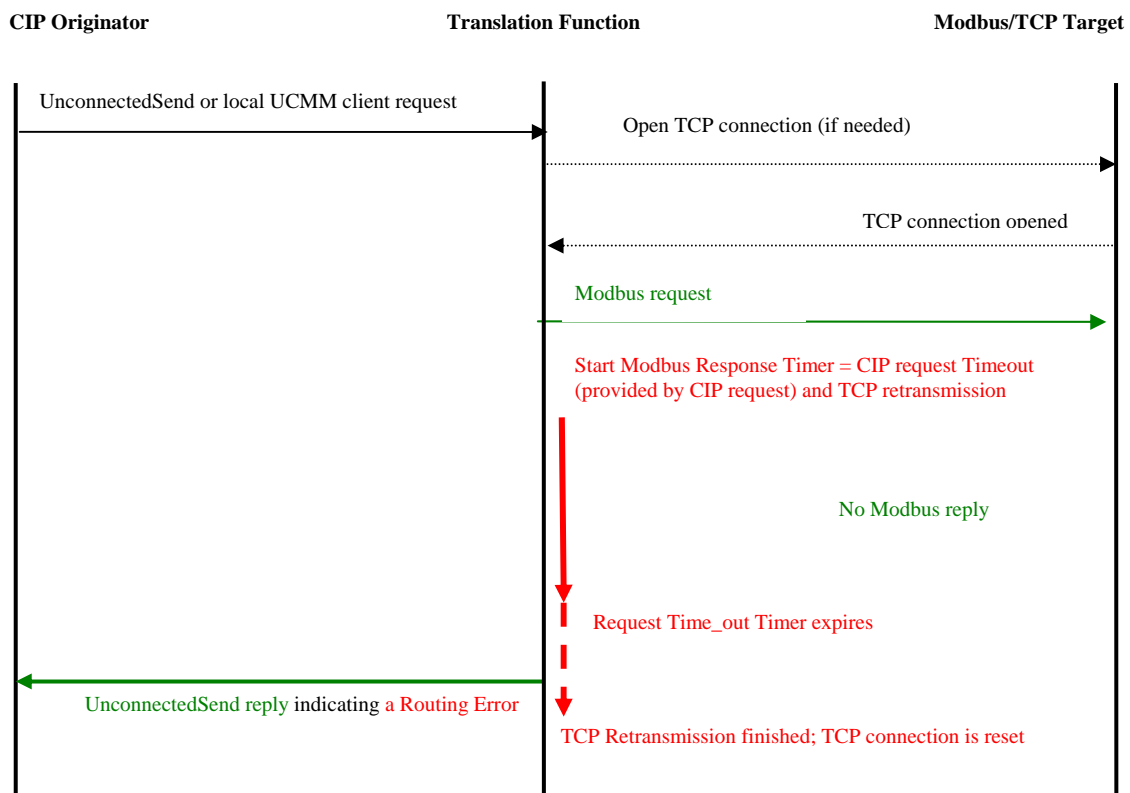 CIP Originator Translation Function Modbus/TCP Target
UnconnectedSend or local UCMM client request
Open TCP connection (if needed)
TCP connection opened
Modbus request
Start Modbus Response Timer = CIP request Timeout
(provided by CIP request) and TCP retransmission
No Modbus reply
Request Time_out Timer expires
UnconnectedSend reply indicating a Routing Error
TCP Retransmission finished; TCP connection is reset